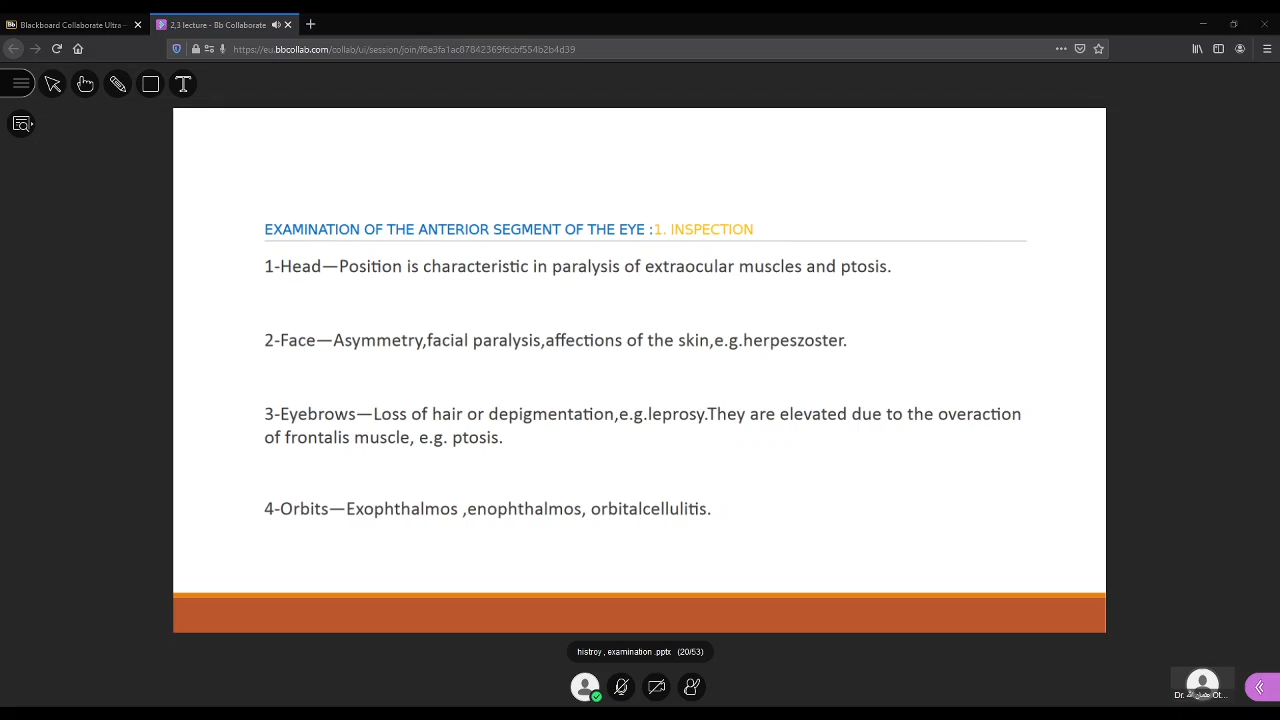 Blackboard Collaborate Ultra –
2,3 lecture - Bb Collaborate
https://eu.bbcollab.com/collab/ui/session/join/f8e3fa1ac87842369fdcbf554b2b4d39
EXAMINATION OF THE ANTERIOR SEGMENT OF THE EYE :1. INSPECTION
1-Head—Position is characteristic in paralysis of extraocular muscles and ptosis.
2-Face—Asymmetry,facial paralysis,affections of the skin,e.g.herpeszoster.
3-Eyebrows—Loss of hair or depigmentation,e.g.leprosy.They are elevated due to the overaction
of frontalis muscle, e.g. ptosis.
4-Orbits—Exophthalmos ,enophthalmos, orbitalcellulitis.
histroy , examination .pptx (20/53)
Dr.